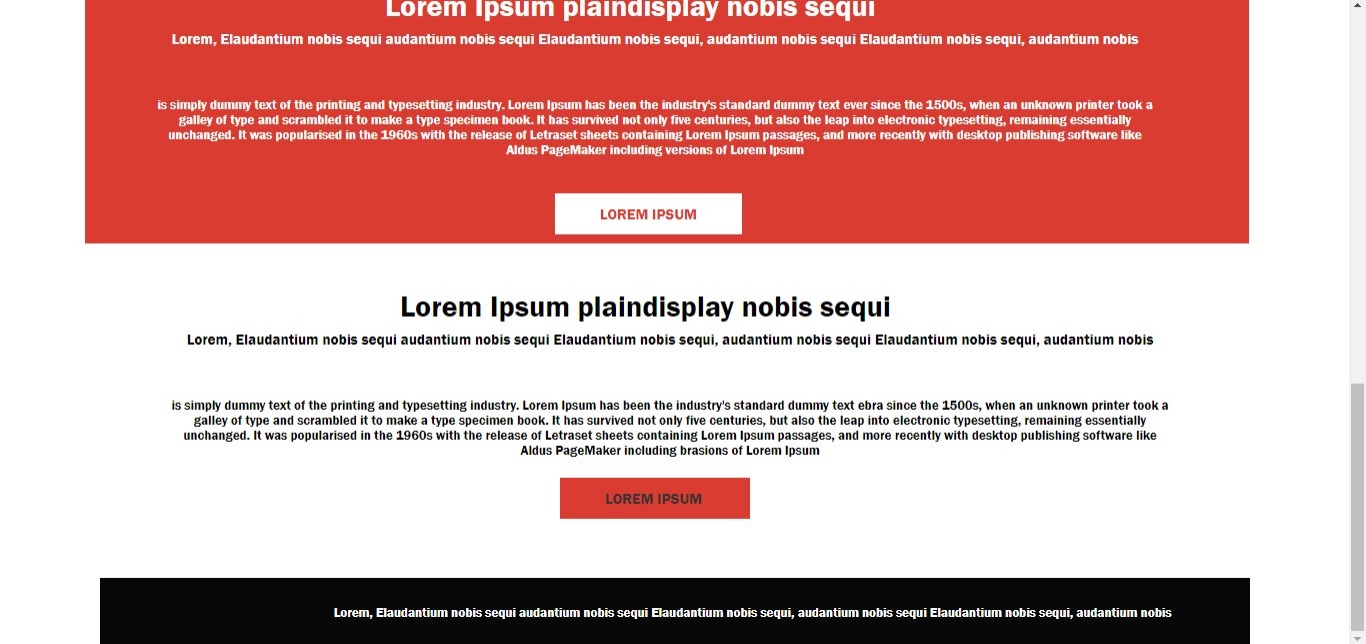 Lorem Ipsum plaindisplay nobis sequi
Lorem, Elaudantium nobis sequi audantium nobis sequi Elaudantium nobis sequi, audantium nobis sequi Elaudantium nobis sequi, audantium nobis
is simply dummy text of the printing and typesetting industry. Lorem Ipsum has been the industry's standard dummy text ever since the 1500s, when an unknown printer took a
galley of type and scrambled it to make a type specimen book. It has survived not only five centuries, but also the leap into electronic typesetting, remaining essentially
unchanged. It was popularised in the 1960s with the release of Letraset sheets containing Lorem Ipsum passages, and more recently with desktop publishing software like
Aldus PageMaker including versions of Lorem Ipsum
LOREM IPSUM
Lorem Ipsum plaindisplay nobis sequi
Lorem, Elaudantium nobis sequi audantium nobis sequi Elaudantium nobis sequi, audantium nobis sequi Elaudantium nobis sequi, audantium nobis
is simply dummy text of the printing and typesetting industry. Lorem Ipsum has been the industry's standard dummy text ebra since the 1500s, when an unknown printer took a
galley of type and scrambled it to make a type specimen book. It has survived not only five centuries, but also the leap into electronic typesetting, remaining essentially
unchanged. It was popularised in the 1960s with the release of Letraset sheets containing Lorem Ipsum passages, and more recently with desktop publishing software like
Aldus PageMaker including brasions of Lorem Ipsum
LOREM IPSUM
Lorem, Elaudantium nobis sequi audantium nobis sequi Elaudantium nobis sequi, audantium nobis sequi Elaudantium nobis sequi, audantium nobis